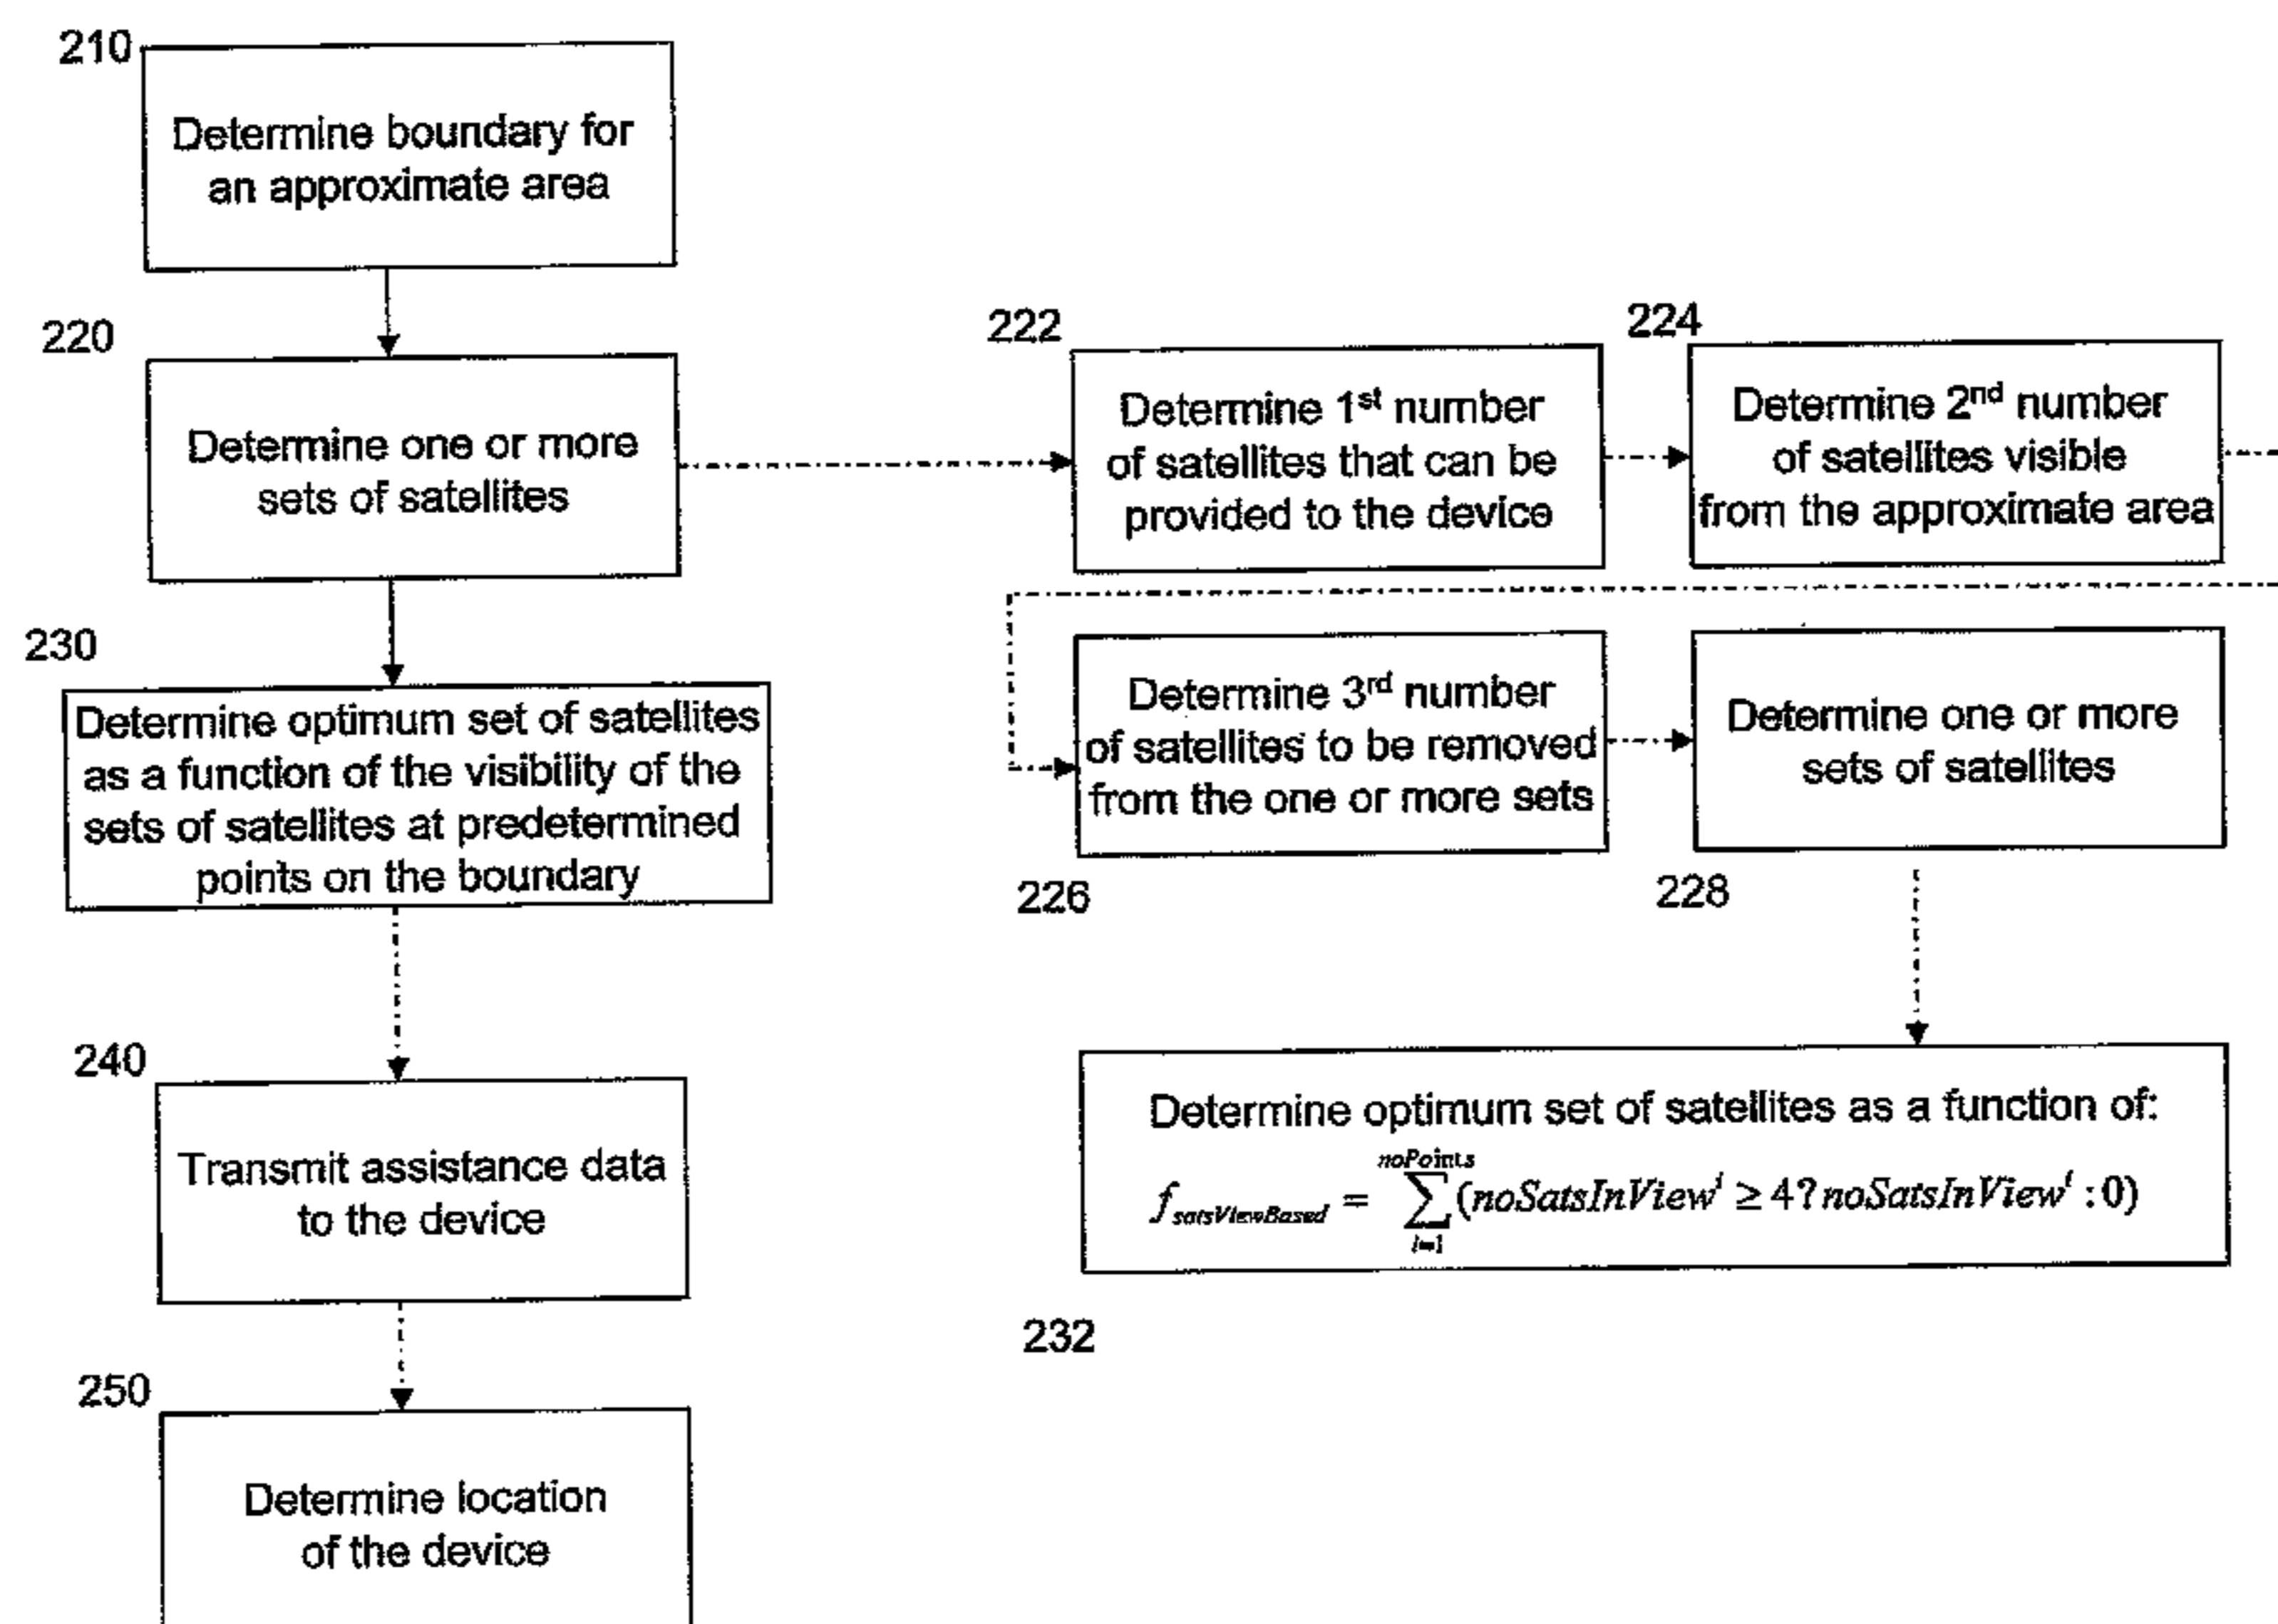 210
Determine boundary for
an approximate area
220
Determine one or more
sets of satellites
222
Determine 1st number
of satellites that can be
provided to the device
224
Determine 2nd number
of satellites visible
from the approximate area
230
Determine optimum set of satellites
as a function of the visibility of the
sets of satellites at predetermined
points on the boundary
Determine 3rd number
of satellites to be removed
from the one or more sets
226
Determine one or more
sets of satellites
228
240
Transmit assistance data
to the device
Determine optimum set of satellites as a function of:
noPoints
f satsViewBased = ∑ (noSatsInView^i ≥ 4 ? noSatsInView^i : 0)
i=1
232
250
Determine location
of the device